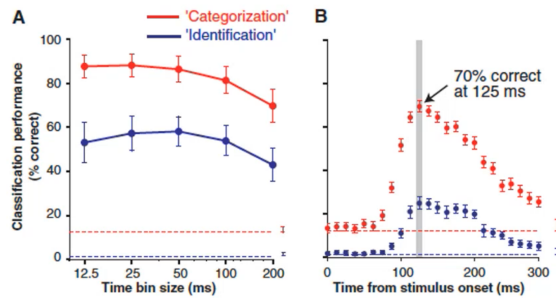 A
'Categorization'
'Identification'
Classification performance
(% correct)
100
80
60
40
20
0
12.5 25 50 100 200
Time bin size (ms)
B
70% correct
at 125 ms
0 100 200 300
Time from stimulus onset (ms)